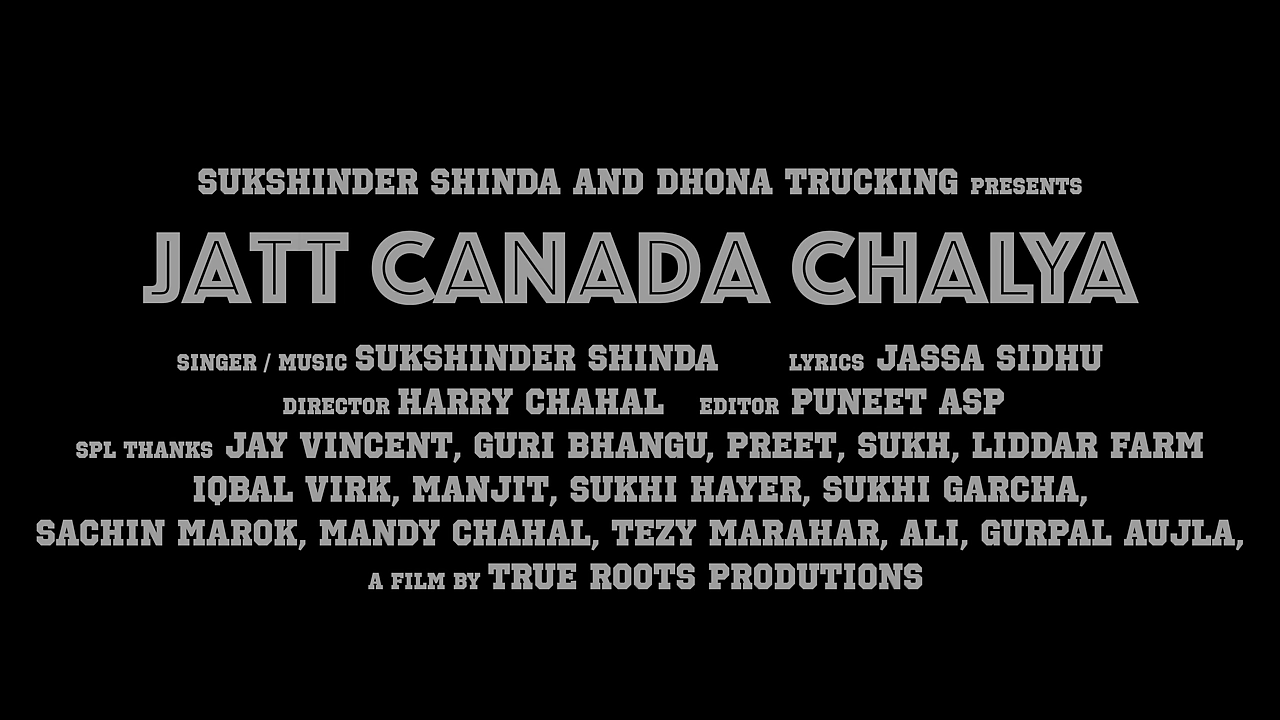 SUKSHINDER SHINDA AND DHONA TRUCKING PRESENTS
JATT CANADA CHALYA
SINGER / MUSIC SUKSHINDER SHINDA LYRICS JASSA SIDHU
DIRECTOR HARRY CHAHAL EDITOR PUNEET ASP
SPL THANKS JAY VINCENT, GURI BHANGU, PREET, SUKH, LIDDAR FARM
IQBAL VIRK, MANJIT, SUKHI HAYER, SUKHI GARCHA,
SACHIN MAROK, MANDY CHAHAL, TEZY MARAHAR, ALI, GURPAL AUJLA,
A FILM BY TRUE ROOTS PRODUTIONS